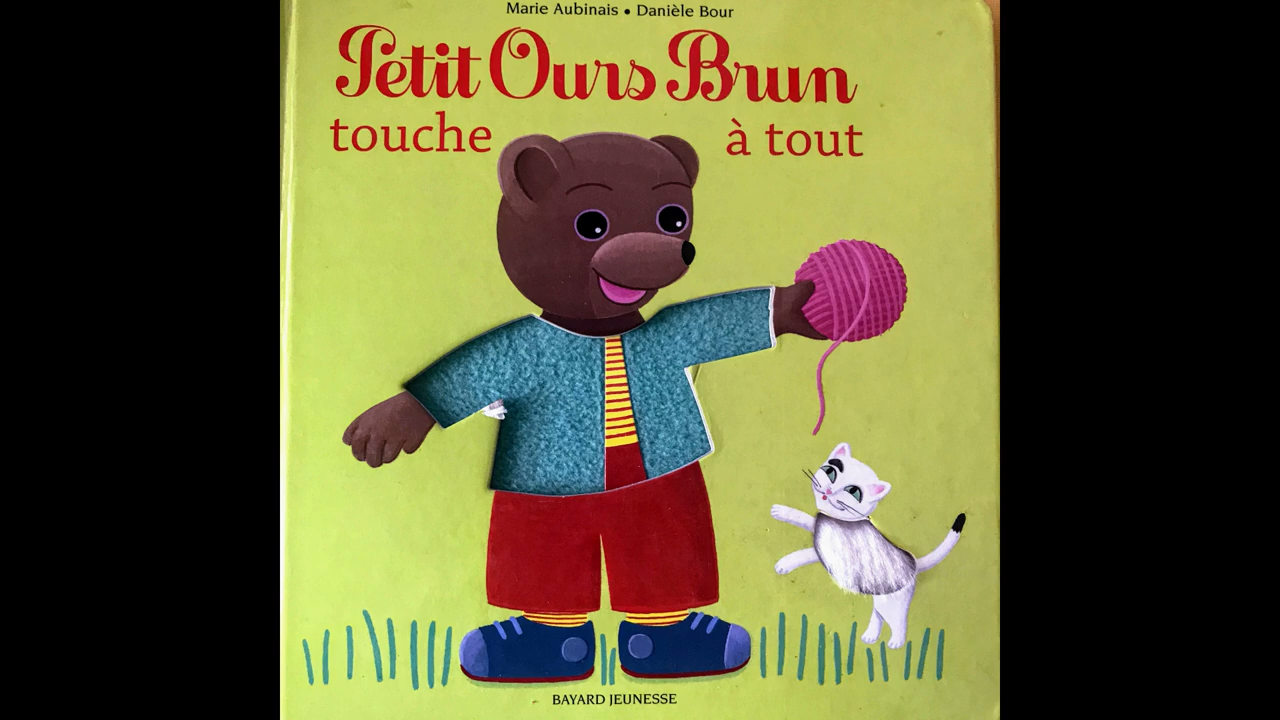 Marie Aubinais • Danièle Bour
Petit Ours Brun
touche à tout
BAYARD JEUNESSE